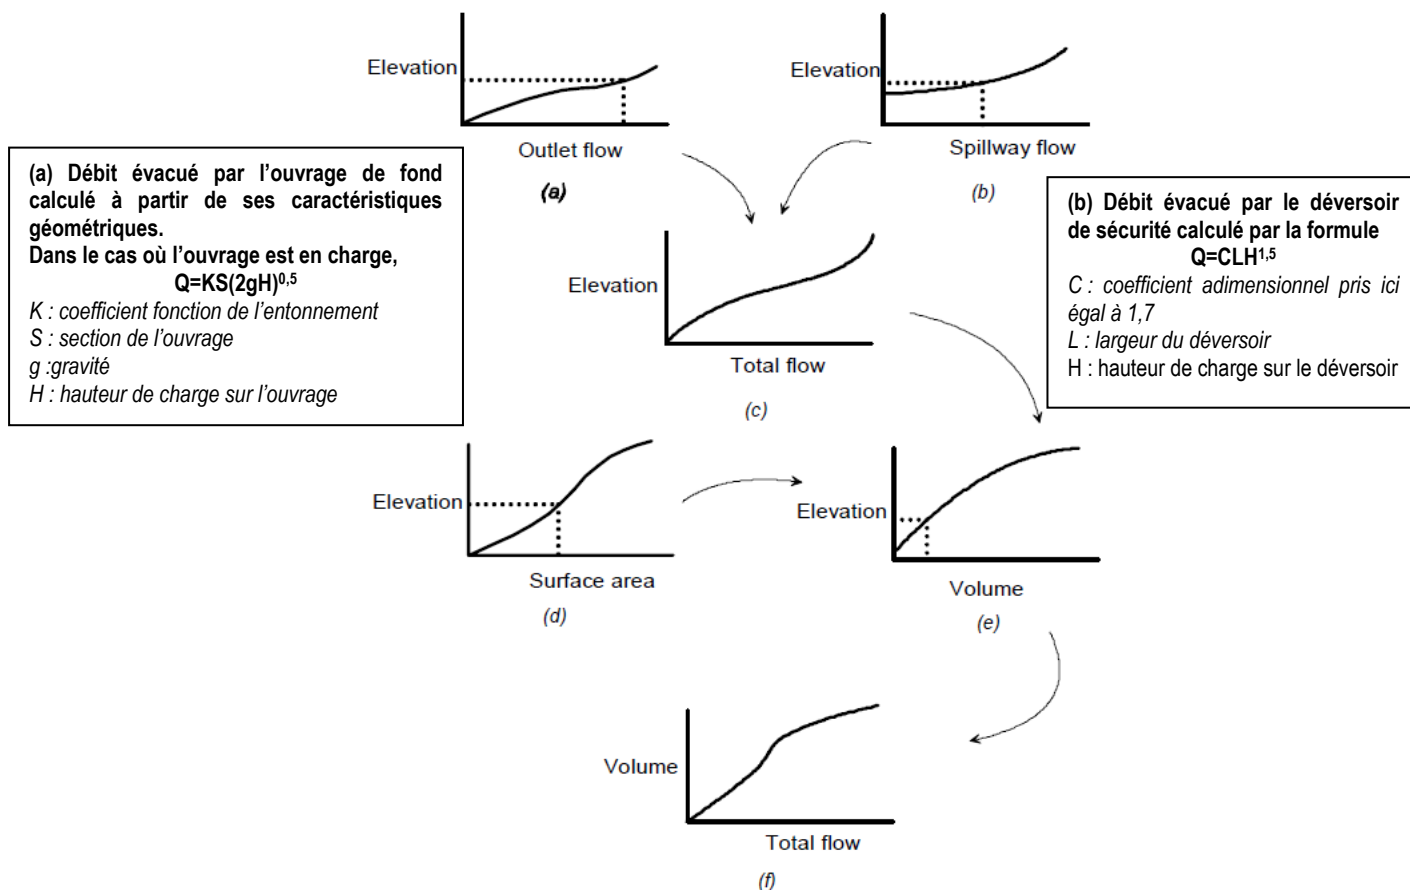 Elevation
Outlet flow
(a)
Elevation
Spillway flow
(b)
(a) Débit évacué par l'ouvrage de fond
calculé à partir de ses caractéristiques
géométriques.
Dans le cas où l'ouvrage est en charge,
Q=KS(2gH)^0,5
K : coefficient fonction de l'entonnement
S : section de l'ouvrage
g :gravité
H : hauteur de charge sur l'ouvrage
(b) Débit évacué par le déversoir
de sécurité calculé par la formule
Q=CLH^1,5
C : coefficient adimensionnel pris ici
égal à 1,7
L : largeur du déversoir
H : hauteur de charge sur le déversoir
Elevation
Total flow
(c)
Elevation
Surface area
(d)
Elevation
Volume
(e)
Volume
Total flow
(f)